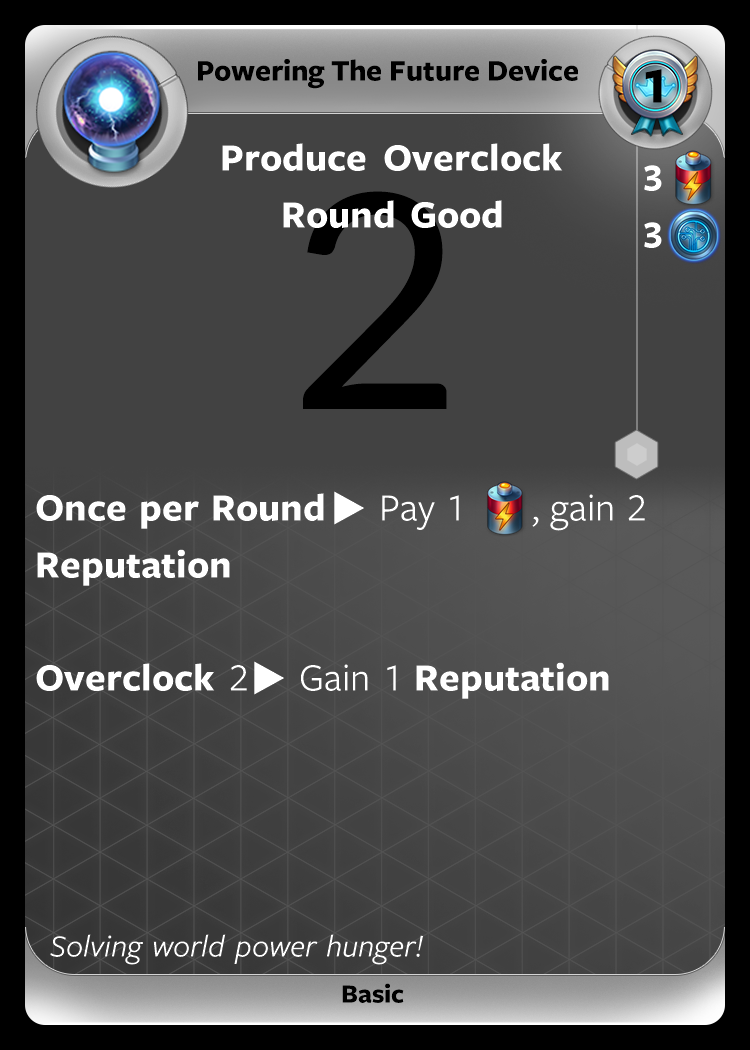 Powering The Future Device
1
Produce Overclock
Round Good
3
3
2
Once per Round▶ Pay 1 , gain 2
Reputation
Overclock 2▶ Gain 1 Reputation
Solving world power hunger!
Basic